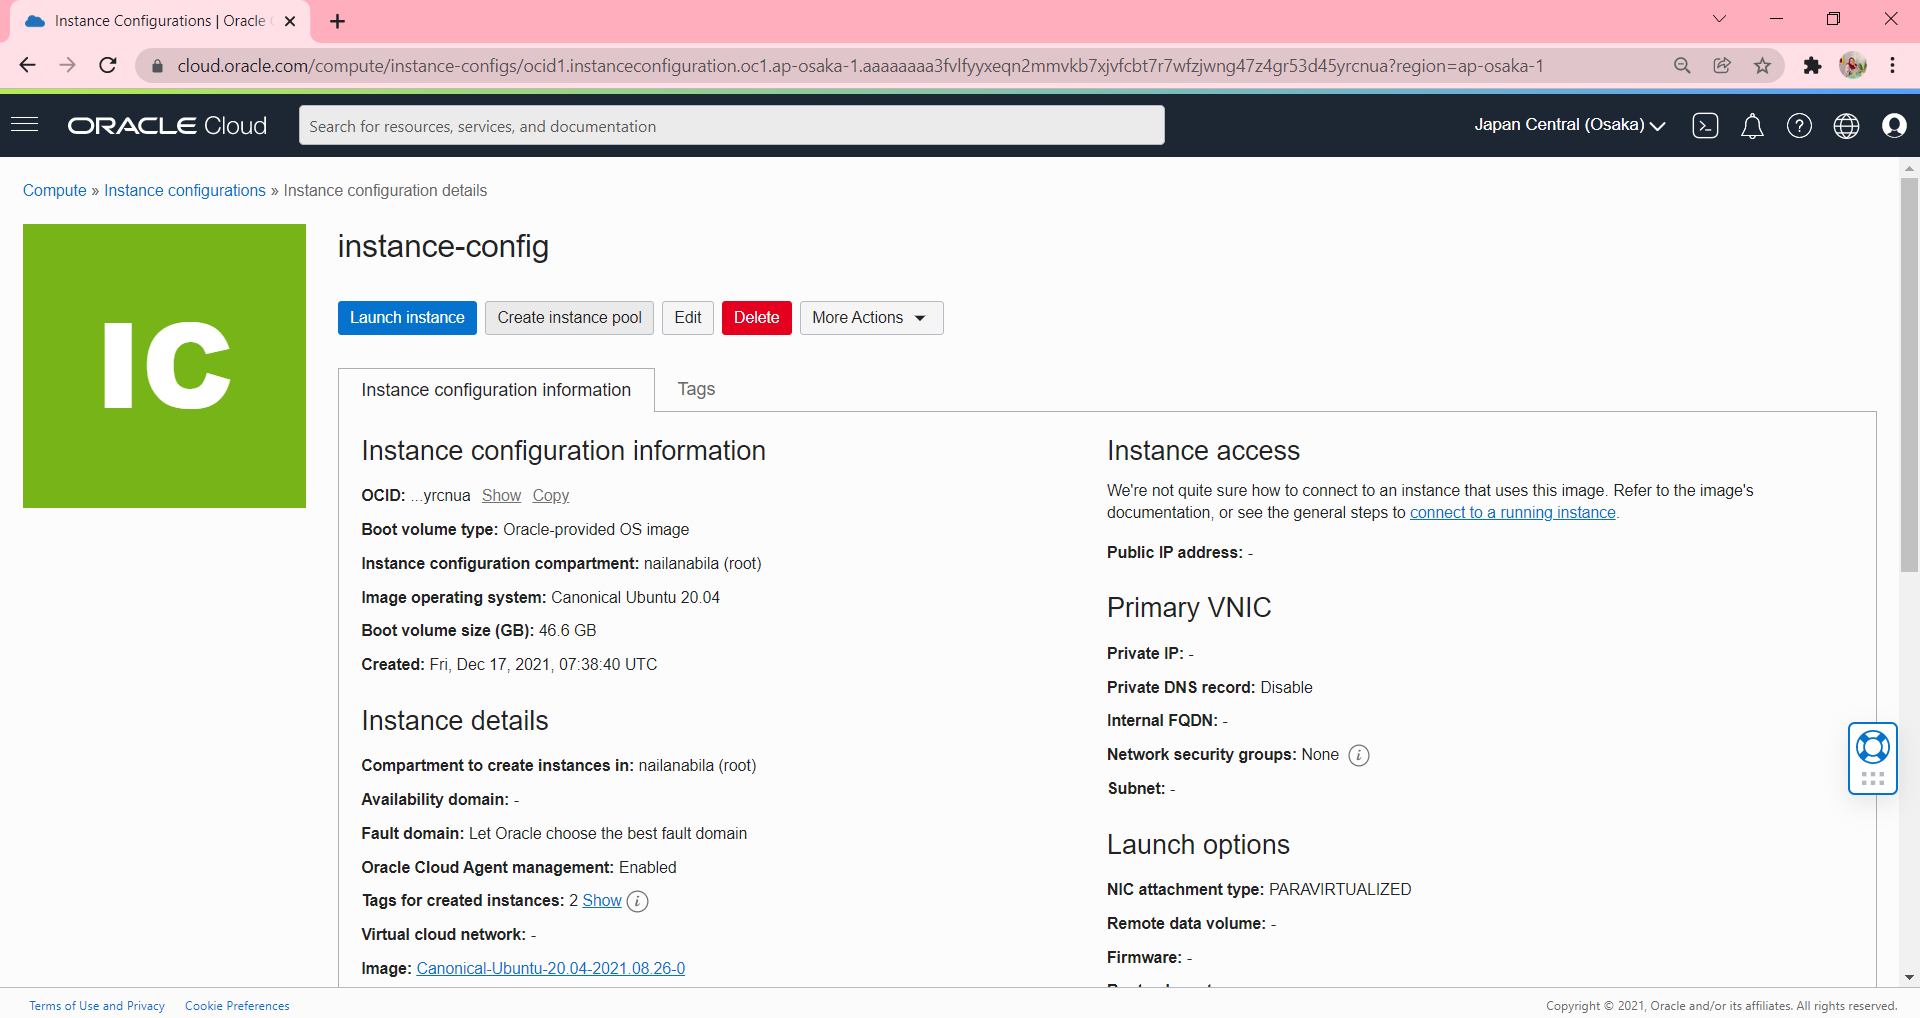 Instance Configurations | Oracle
cloud.oracle.com/compute/instance-configs/ocid1.instanceconfiguration.oc1.ap-osaka-1.aaaaaaaa3fvlfyyxeqn2mmvkb7xjvfcbt7r7wfzjwng47z4gr53d45yrcnua?region=ap-osaka-1
ORACLE Cloud
Search for resources, services, and documentation
Japan Central (Osaka)
Compute » Instance configurations » Instance configuration details
IC
instance-config
Launch instance
Create instance pool
Edit
Delete
More Actions
Instance configuration information
Tags
Instance configuration information
OCID: ...yrcnua Show Copy
Boot volume type: Oracle-provided OS image
Instance configuration compartment: nailanabila (root)
Image operating system: Canonical Ubuntu 20.04
Boot volume size (GB): 46.6 GB
Created: Fri, Dec 17, 2021, 07:38:40 UTC
Instance details
Compartment to create instances in: nailanabila (root)
Availability domain: -
Fault domain: Let Oracle choose the best fault domain
Oracle Cloud Agent management: Enabled
Tags for created instances: 2 Show
Virtual cloud network: -
Image: Canonical-Ubuntu-20.04-2021.08.26-0
Instance access
We're not quite sure how to connect to an instance that uses this image. Refer to the image's
documentation, or see the general steps to connect to a running instance.
Public IP address: -
Primary VNIC
Private IP: -
Private DNS record: Disable
Internal FQDN: -
Network security groups: None
Subnet: -
Launch options
NIC attachment type: PARAVIRTUALIZED
Remote data volume: -
Firmware: -
Terms of Use and Privacy
Cookie Preferences
Copyright © 2021, Oracle and/or its affiliates. All rights reserved.